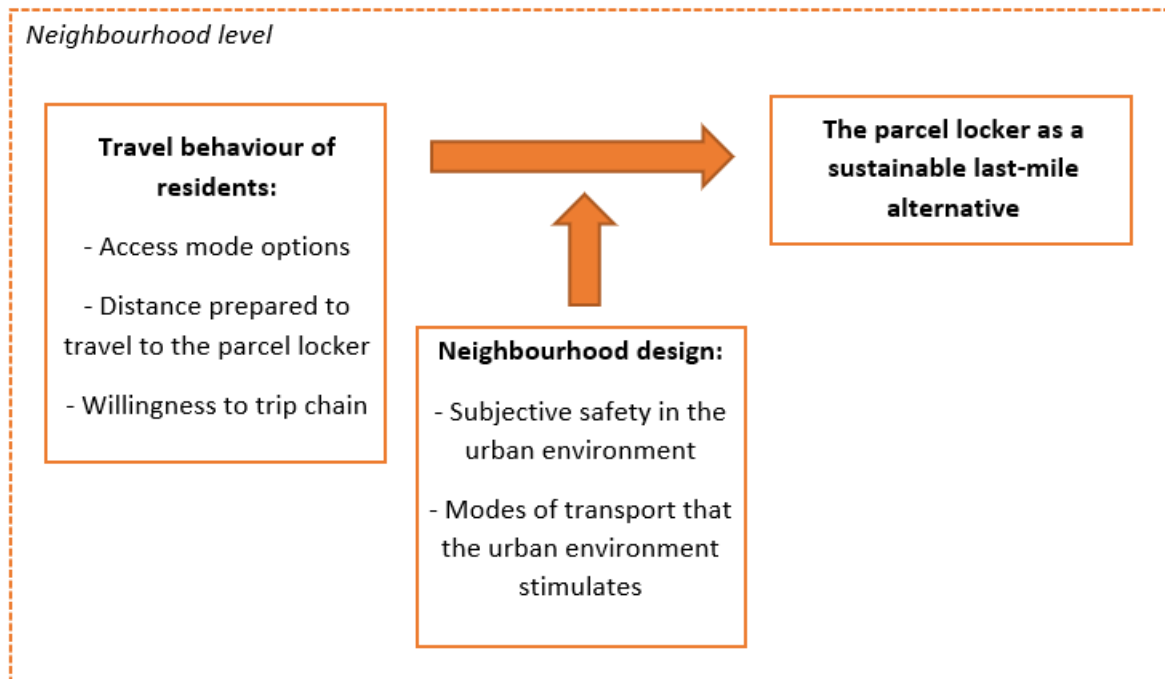 Neighbourhood level
Travel behaviour of
residents:
- Access mode options
- Distance prepared to
travel to the parcel locker
- Willingness to trip chain
The parcel locker as a
sustainable last-mile
alternative
Neighbourhood design:
- Subjective safety in the
urban environment
- Modes of transport that
the urban environment
stimulates